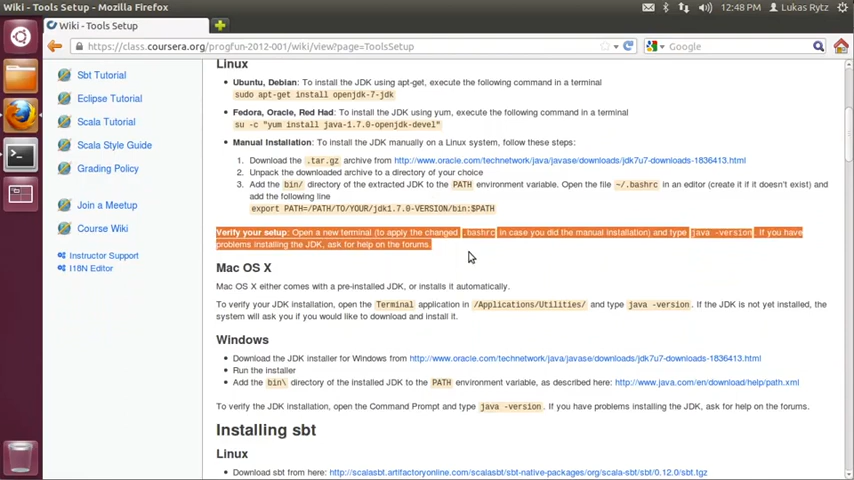 Wiki - Tools Setup - Mozilla Firefox
12:48 PM
Lukas Rytz
Wiki - Tools Setup
https://class.coursera.org/progfun-2012-001/wiki/view?page=ToolsSetup
Google
Sbt Tutorial
Eclipse Tutorial
Scala Tutorial
Scala Style Guide
Grading Policy
Join a Meetup
Course Wiki
Instructor Support
I18N Editor
Linux
• Ubuntu, Debian: To install the JDK using apt-get, execute the following command in a terminal
sudo apt-get install openjdk-7-jdk
• Fedora, Oracle, Red Had: To install the JDK using yum, execute the following command in a terminal
su -c "yum install java-1.7.0-openjdk-devel"
• Manual Installation: To install the JDK manually on a Linux system, follow these steps:
1. Download the .tar.gz archive from http://www.oracle.com/technetwork/java/javase/downloads/jdk7u7-downloads-1836413.html
2. Unpack the downloaded archive to a directory of your choice
3. Add the bin/ directory of the extracted JDK to the PATH environment variable. Open the file ~/.bashrc in an editor (create it if it doesn't exist) and
add the following line
export PATH=/PATH/TO/YOUR/jdk1.7.0-VERSION/bin:$PATH
Verify your setup: Open a new terminal (to apply the changed .bashrc in case you did the manual installation) and type java -version. If you have
problems installing the JDK, ask for help on the forums.
Mac OS X
Mac OS X either comes with a pre-installed JDK, or installs it automatically.
To verify your JDK installation, open the Terminal application in /Applications/Utilities/ and type java -version. If the JDK is not yet installed, the
system will ask you if you would like to download and install it.
Windows
• Download the JDK installer for Windows from http://www.oracle.com/technetwork/java/javase/downloads/jdk7u7-downloads-1836413.html
• Run the installer
• Add the bin\ directory of the installed JDK to the PATH environment variable, as described here: http://www.java.com/en/download/help/path.xml
To verify the JDK installation, open the Command Prompt and type java -version. If you have problems installing the JDK, ask for help on the forums.
Installing sbt
Linux
• Download sbt from here: http://scalasbt.artifactoryonline.com/scalasbt/sbt-native-packages/org/scala-sbt/sbt/0.12.0/sbt.tgz